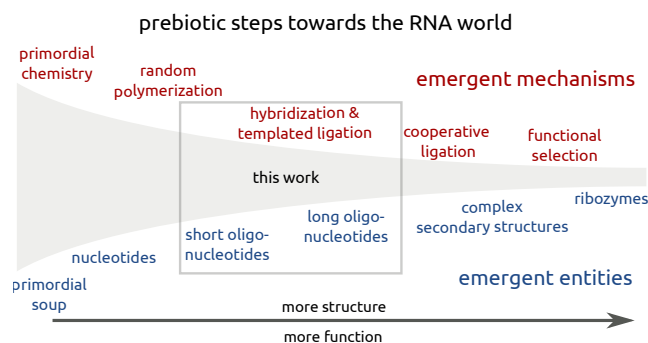 prebiotic steps towards the RNA world
primordial
chemistry
random
polymerization
emergent mechanisms
hybridization &
templated ligation
cooperative
ligation
functional
selection
this work
ribozymes
complex
secondary structures
long oligo-
nucleotides
short oligo-
nucleotides
nucleotides
primordial
soup
emergent entities
more structure
more function